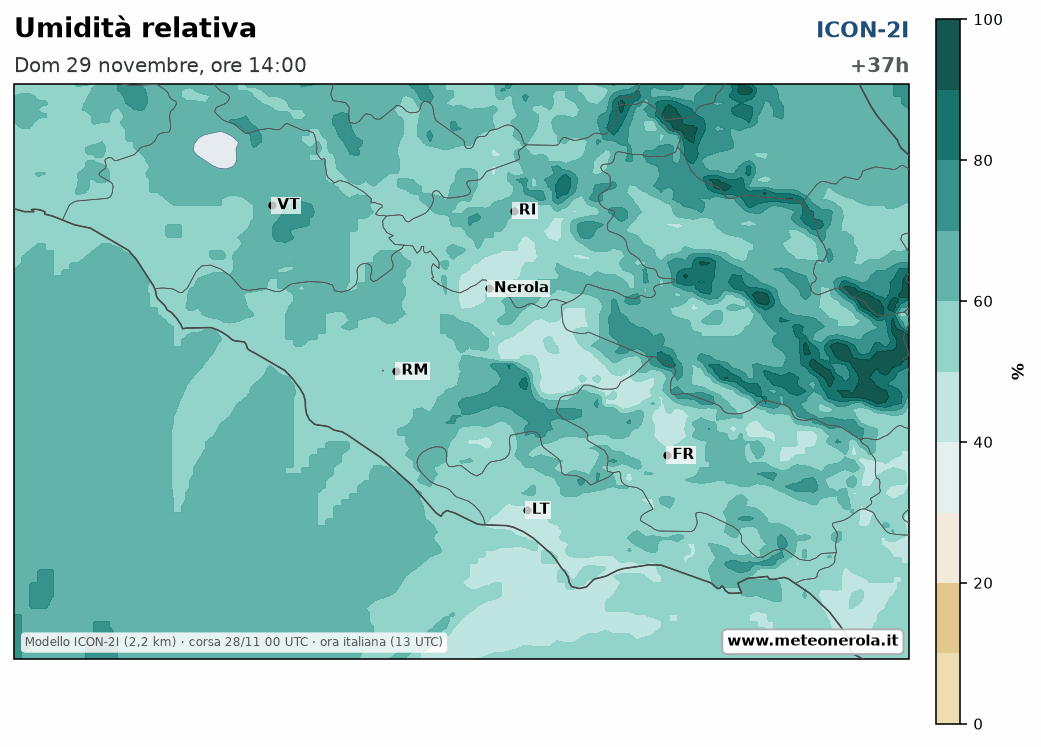 Umidità relativa
ICON-2I
Dom 29 novembre, ore 14:00
+37h
100
80
60
40
20
0
%
VT
RI
Nerola
RM
FR
LT
Modello ICON-2I (2,2 km) · corsa 28/11 00 UTC · ora italiana (13 UTC)
www.meteonerola.it